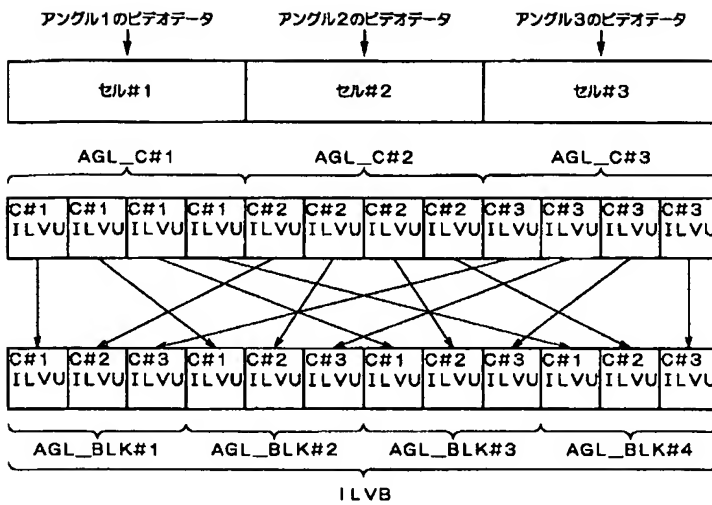 アングル1のビデオデータ アングル2のビデオデータ アングル3のビデオデータ
セル#1 セル#2 セル#3
AGL_C#1 AGL_C#2 AGL_C#3
C#1 C#1 C#1 C#1 C#2 C#2 C#2 C#2 C#3 C#3 C#3 C#3
ILVU ILVU ILVU ILVU ILVU ILVU ILVU ILVU ILVU ILVU ILVU ILVU
C#1 C#2 C#3 C#1 C#2 C#3 C#1 C#2 C#3 C#1 C#2 C#3
ILVU ILVU ILVU ILVU ILVU ILVU ILVU ILVU ILVU ILVU ILVU ILVU
AGL_BLK#1 AGL_BLK#2 AGL_BLK#3 AGL_BLK#4
ILVB